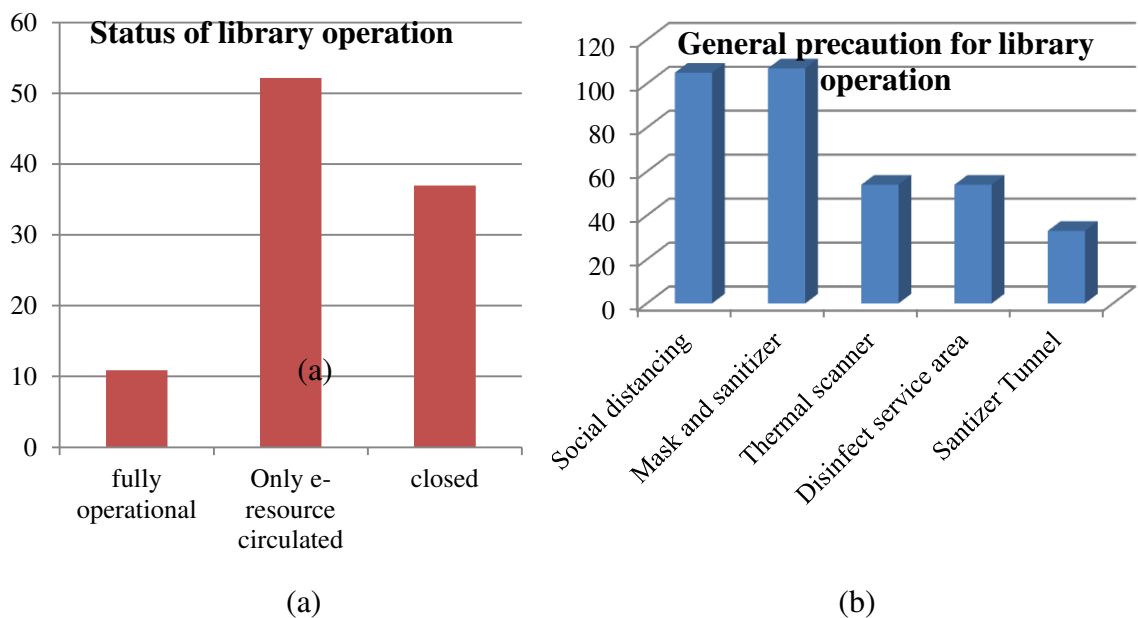 Status of library operation
60
50
40
30
20
10
0
(a)
fully
operational
Only e-
resource
circulated
closed
(a)
General precaution for library
operation
120
100
80
60
40
20
0
Social distancing
Mask and sanitizer
Thermal scanner
Disinfect service area
Santizer Tunnel
(b)